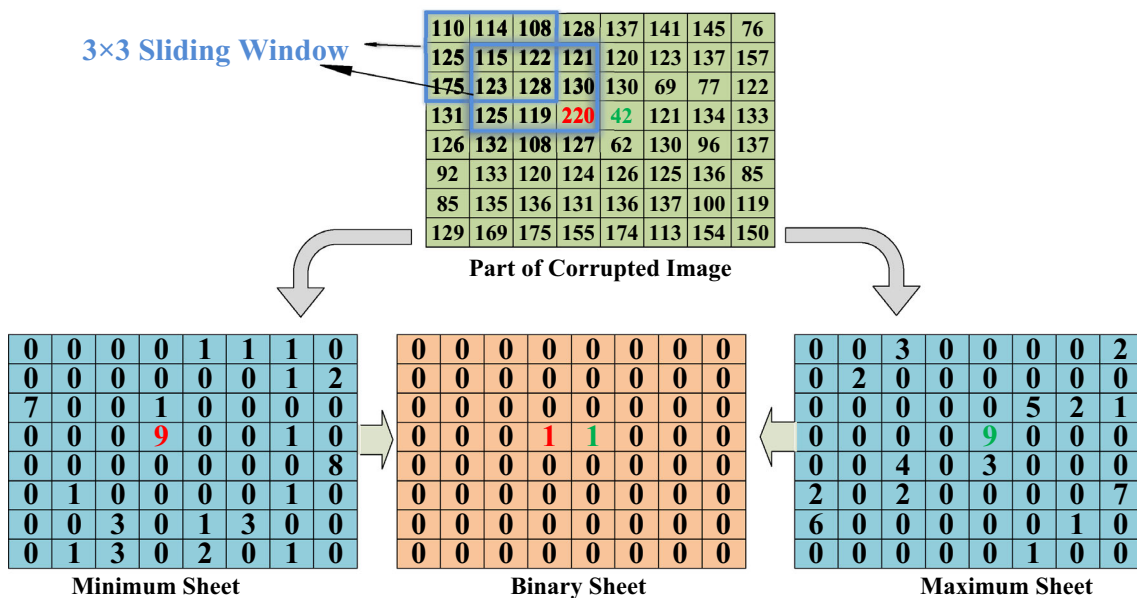 110 114 108 128 137 141 145 76
3×3 Sliding Window
125 115 122 121 120 123 137 157
175 123 128 130 130 69 77 122
131 125 119 220 42 121 134 133
126 132 108 127 62 130 96 137
92 133 120 124 126 125 136 85
85 135 136 131 136 137 100 119
129 169 175 155 174 113 154 150
Part of Corrupted Image
0 0 0 0 1 1 1 0
0 0 0 0 0 0 1 2
7 0 0 1 0 0 0 0
0 0 0 9 0 0 1 0
0 0 0 0 0 0 0 8
0 1 0 0 0 0 1 0
0 0 3 0 1 3 0 0
0 1 3 0 2 0 1 0
Minimum Sheet
0 0 0 0 0 0 0 0
0 0 0 0 0 0 0 0
0 0 0 0 0 0 0 0
0 0 0 1 1 0 0 0
0 0 0 0 0 0 0 0
0 0 0 0 0 0 0 0
0 0 0 0 0 0 0 0
0 0 0 0 0 0 0 0
Binary Sheet
0 0 3 0 0 0 0 2
0 2 0 0 0 0 0 0
0 0 0 0 0 5 2 1
0 0 0 0 9 0 0 0
0 0 4 0 3 0 0 0
2 0 2 0 0 0 0 7
6 0 0 0 0 0 1 0
0 0 0 0 0 1 0 0
Maximum Sheet